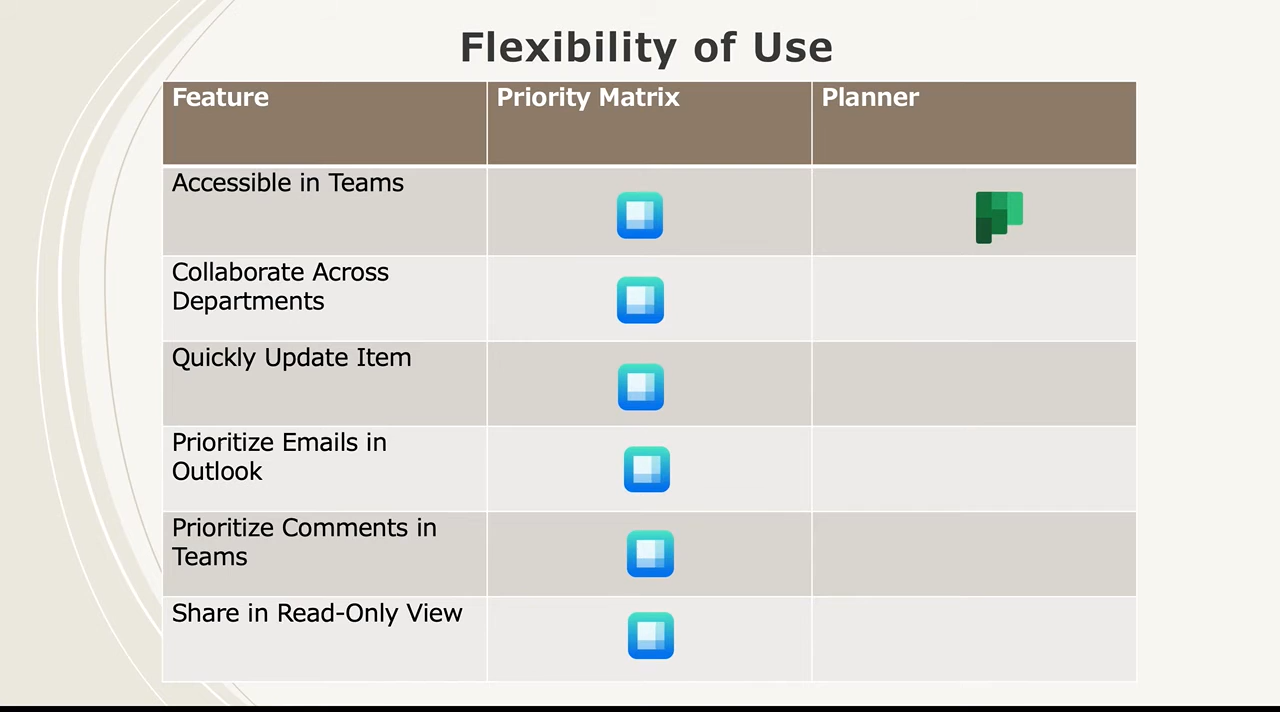 Flexibility of Use
Feature
Priority Matrix
Planner
Accessible in Teams
Collaborate Across
Departments
Quickly Update Item
Prioritize Emails in
Outlook
Prioritize Comments in
Teams
Share in Read-Only View